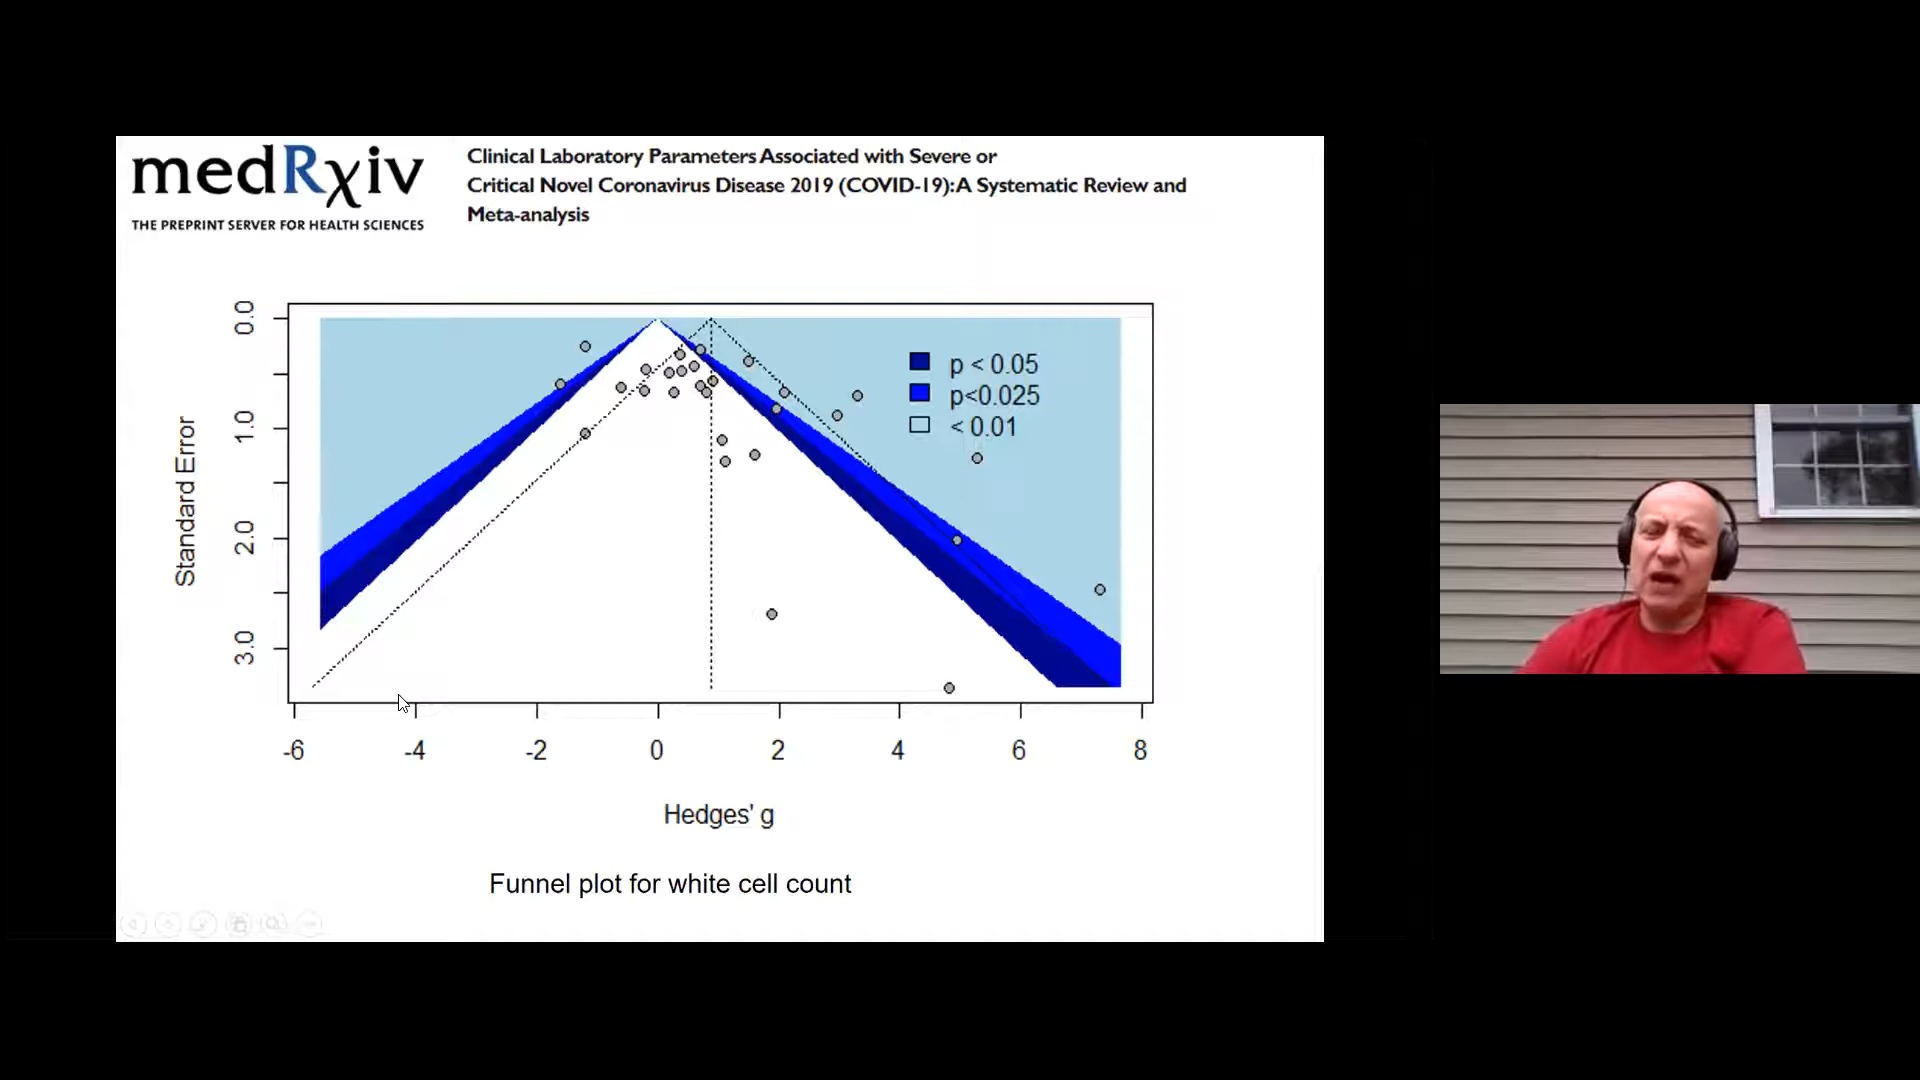 medRxiv
THE PREPRINT SERVER FOR HEALTH SCIENCES
Clinical Laboratory Parameters Associated with Severe or
Critical Novel Coronavirus Disease 2019 (COVID-19): A Systematic Review and
Meta-analysis
0.0
1.0
2.0
3.0
Standard Error
p < 0.05
p<0.025
< 0.01
-6 -4 -2 0 2 4 6 8
Hedges' g
Funnel plot for white cell count